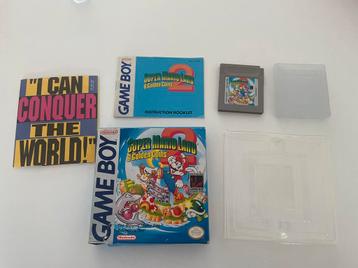 "I CAN
CONQUER
THE
WORLD!"
GAME BOY
SUPER MARIO LAND
2
6 Golden Coins
INSTRUCTION BOOKLET
GAME BOY
SUPER MARIO LAND
2
6 Golden Coins
Nintendo